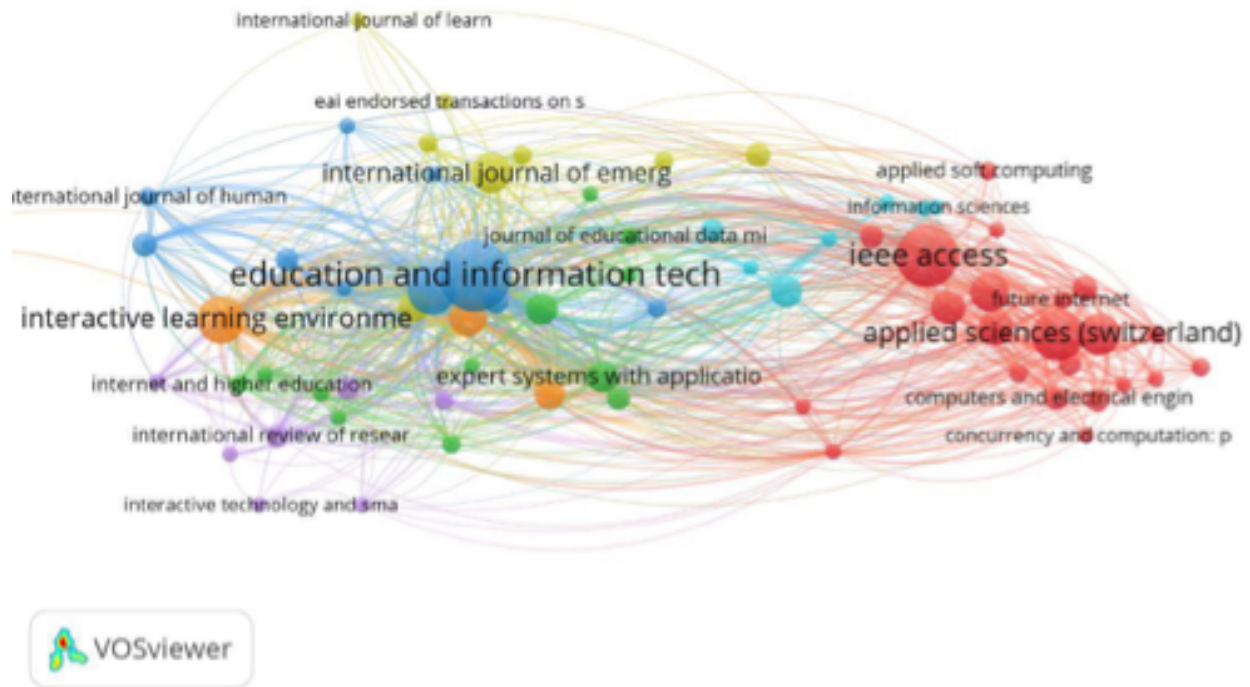 international journal of learn
eai endorsed transactions on s
international journal of emerg
applied soft computing
international journal of human
information sciences
journal of educational data mi
ieee access
education and information tech
future internet
interactive learning environme
applied sciences (switzerland)
internet and higher education
expert systems with applicatio
computers and electrical engin
international review of resear
concurrency and computation: p
interactive technology and sma
VOSviewer